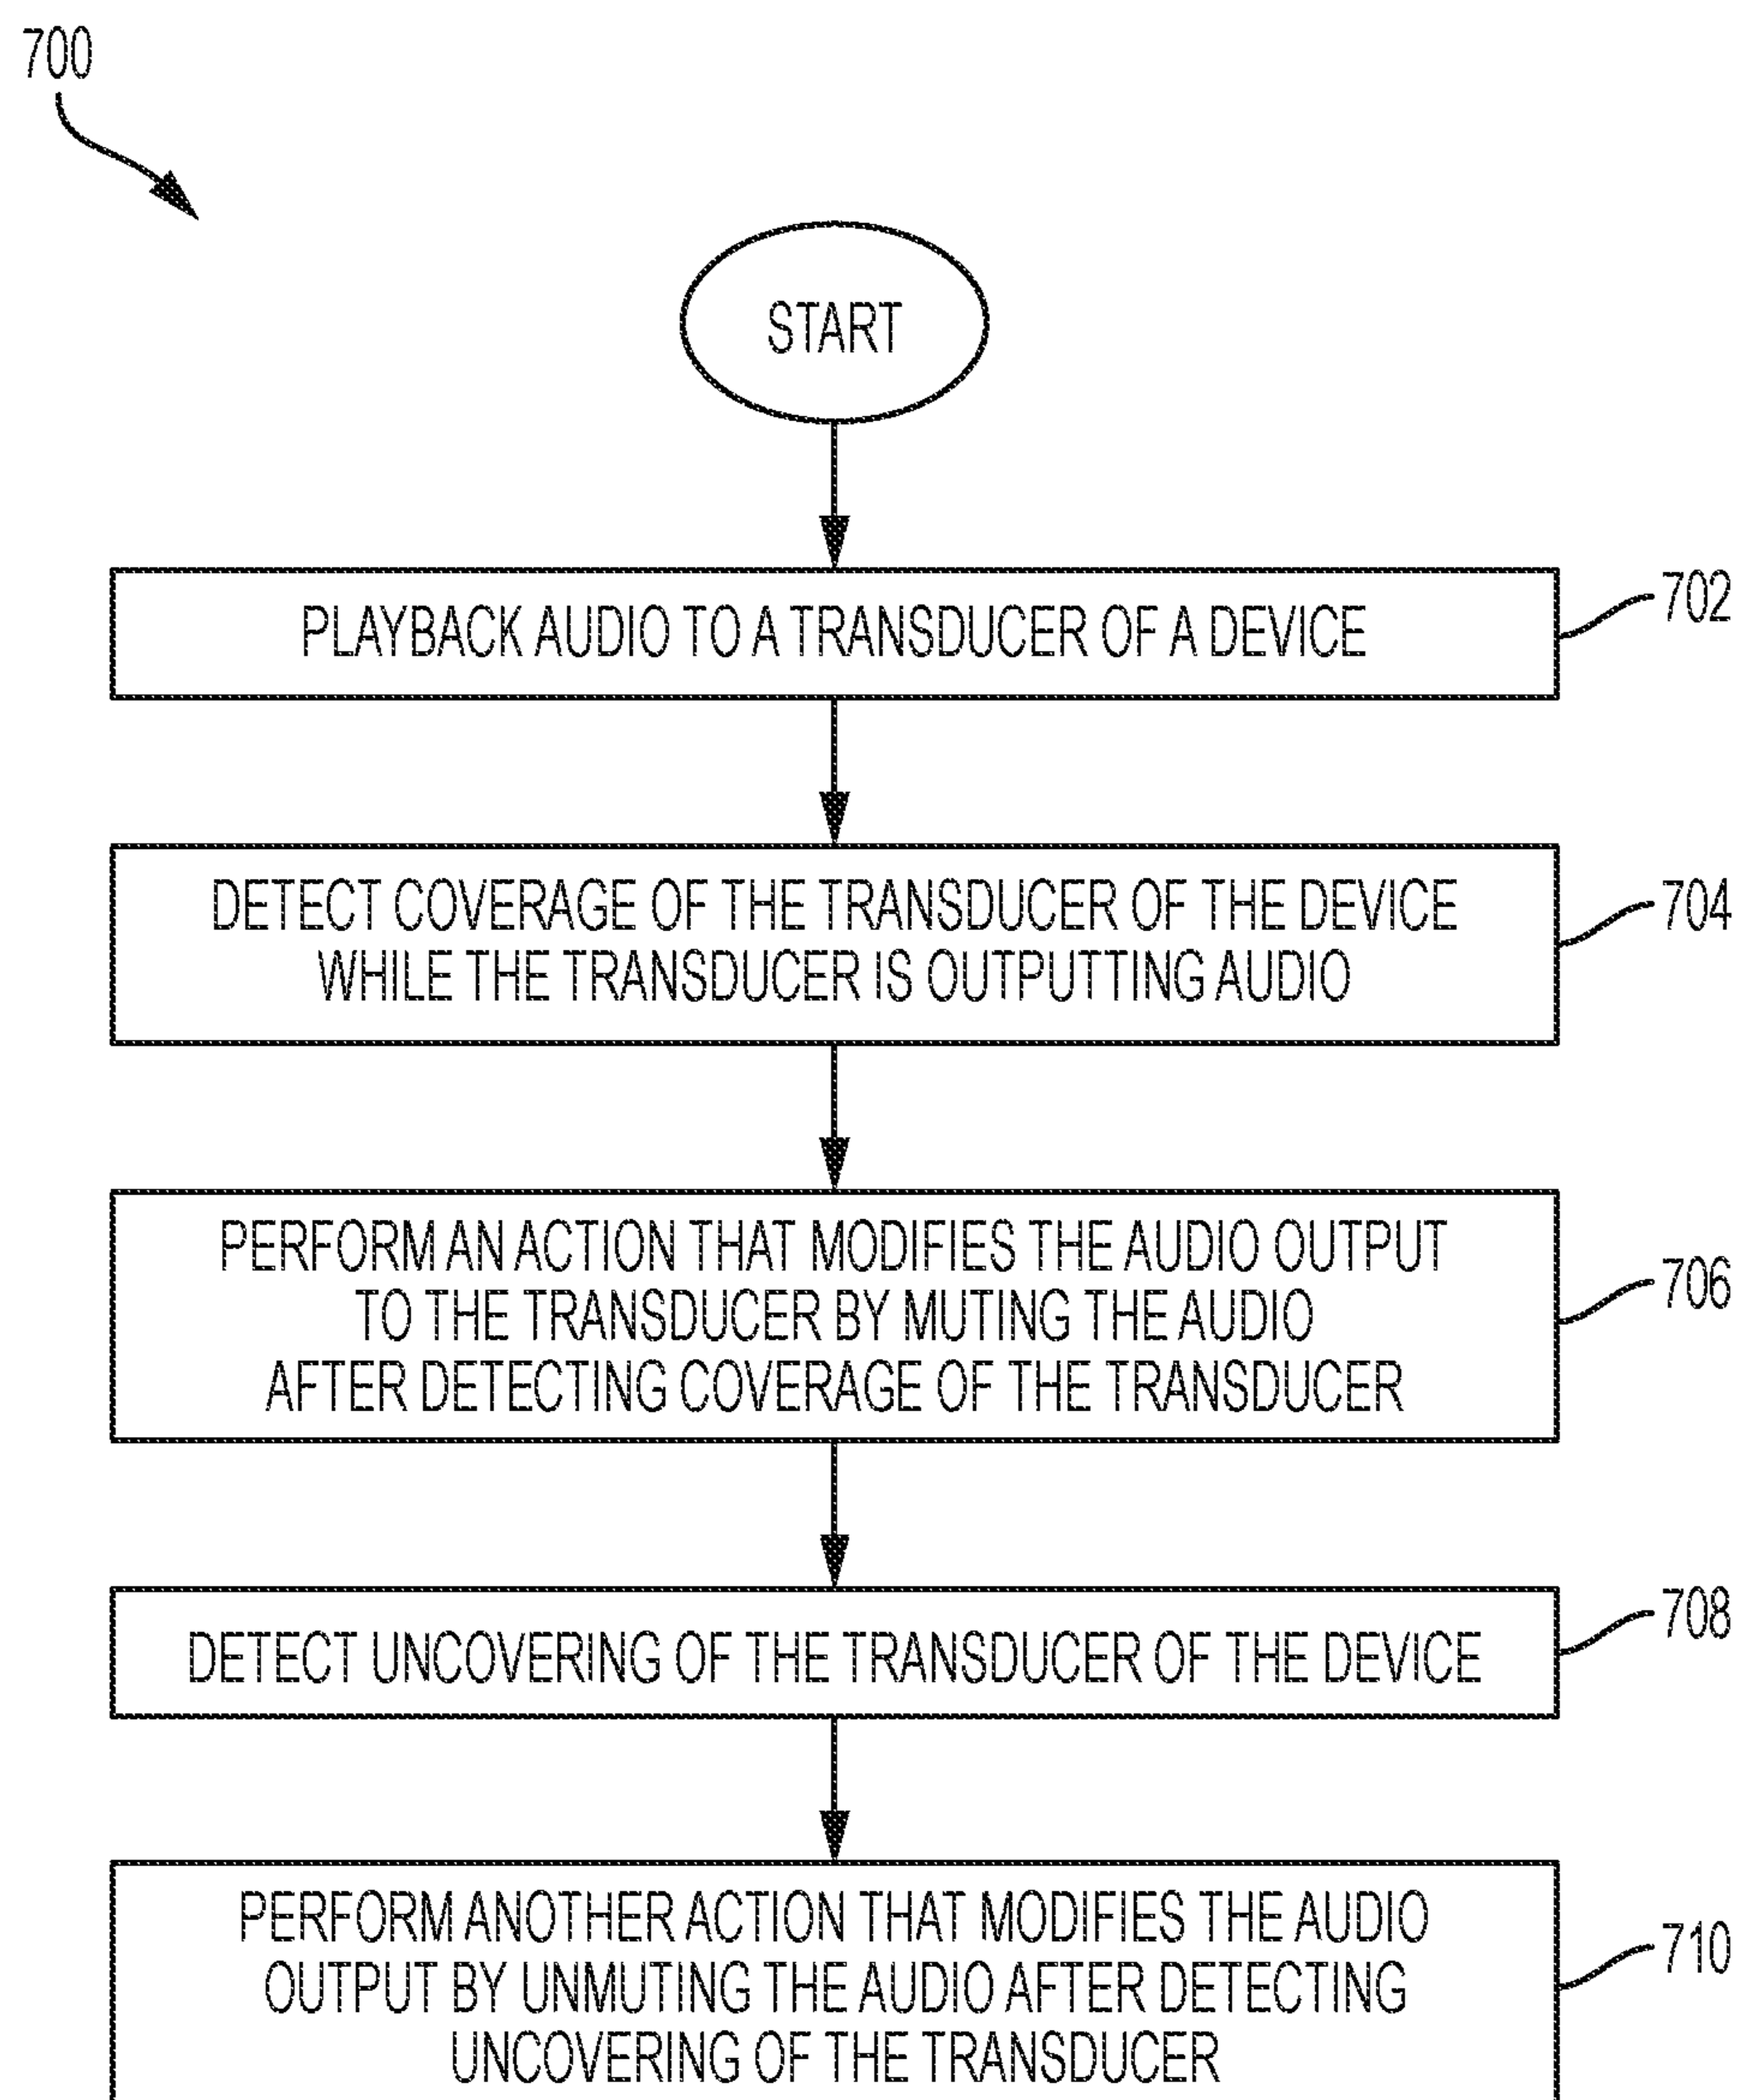 700
START
PLAYBACK AUDIO TO A TRANSDUCER OF A DEVICE
702
DETECT COVERAGE OF THE TRANSDUCER OF THE DEVICE
WHILE THE TRANSDUCER IS OUTPUTTING AUDIO
704
PERFORM AN ACTION THAT MODIFIES THE AUDIO OUTPUT
TO THE TRANSDUCER BY MUTING THE AUDIO
AFTER DETECTING COVERAGE OF THE TRANSDUCER
706
DETECT UNCOVERING OF THE TRANSDUCER OF THE DEVICE
708
PERFORM ANOTHER ACTION THAT MODIFIES THE AUDIO
OUTPUT BY UNMUTING THE AUDIO AFTER DETECTING
UNCOVERING OF THE TRANSDUCER
710